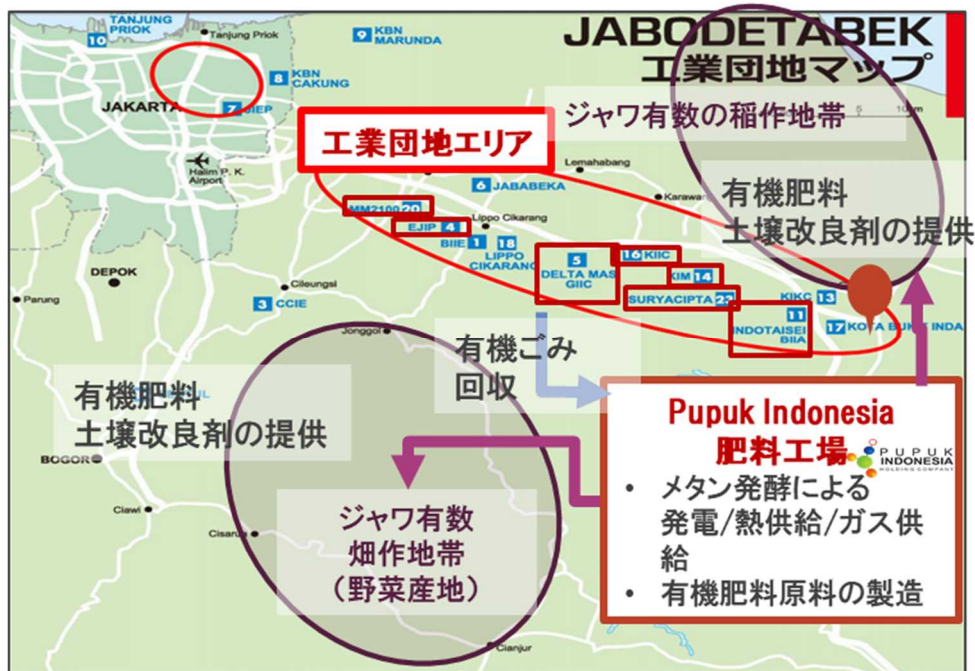 TANJUNG
PRIOK
10
Tanjung Priok
9 KBN
MARUNDA
JABODETABEK
工業団地マップ
8 KBN
CAKUNG
JAKARTA
7 JIEP
5
ジャワ有数の稲作地帯
工業団地エリア
Halim P. K.
Airport
Lemahabang
6 JABABEKA
Karawang
有機肥料
土壌改良剤の提供
MM2100 20
EJIP 4
Lippo Cikarang
BIIE 1
18
LIPPO
CIKARANG
5
DELTA MAS
GIIC
16 KIIC
KIM 14
SURYACIPTA 22
DEPOK
Cileungsi
Parung
3 CCIE
KIKC 13
11
INDOTAISEI
BIIA
17 KOTA BUKIT INDAH
Jonggol
有機ごみ
回収
有機肥料
土壌改良剤の提供
Pupuk Indonesia
肥料工場
PUPUK
INDONESIA
HOLDING COMPANY
• メタン発酵による
発電/熱供給/ガス供
給
• 有機肥料原料の製造
BOGOR
Ciawi
Cisarua
ジャワ有数
畑作地帯
(野菜産地)
Cianjur